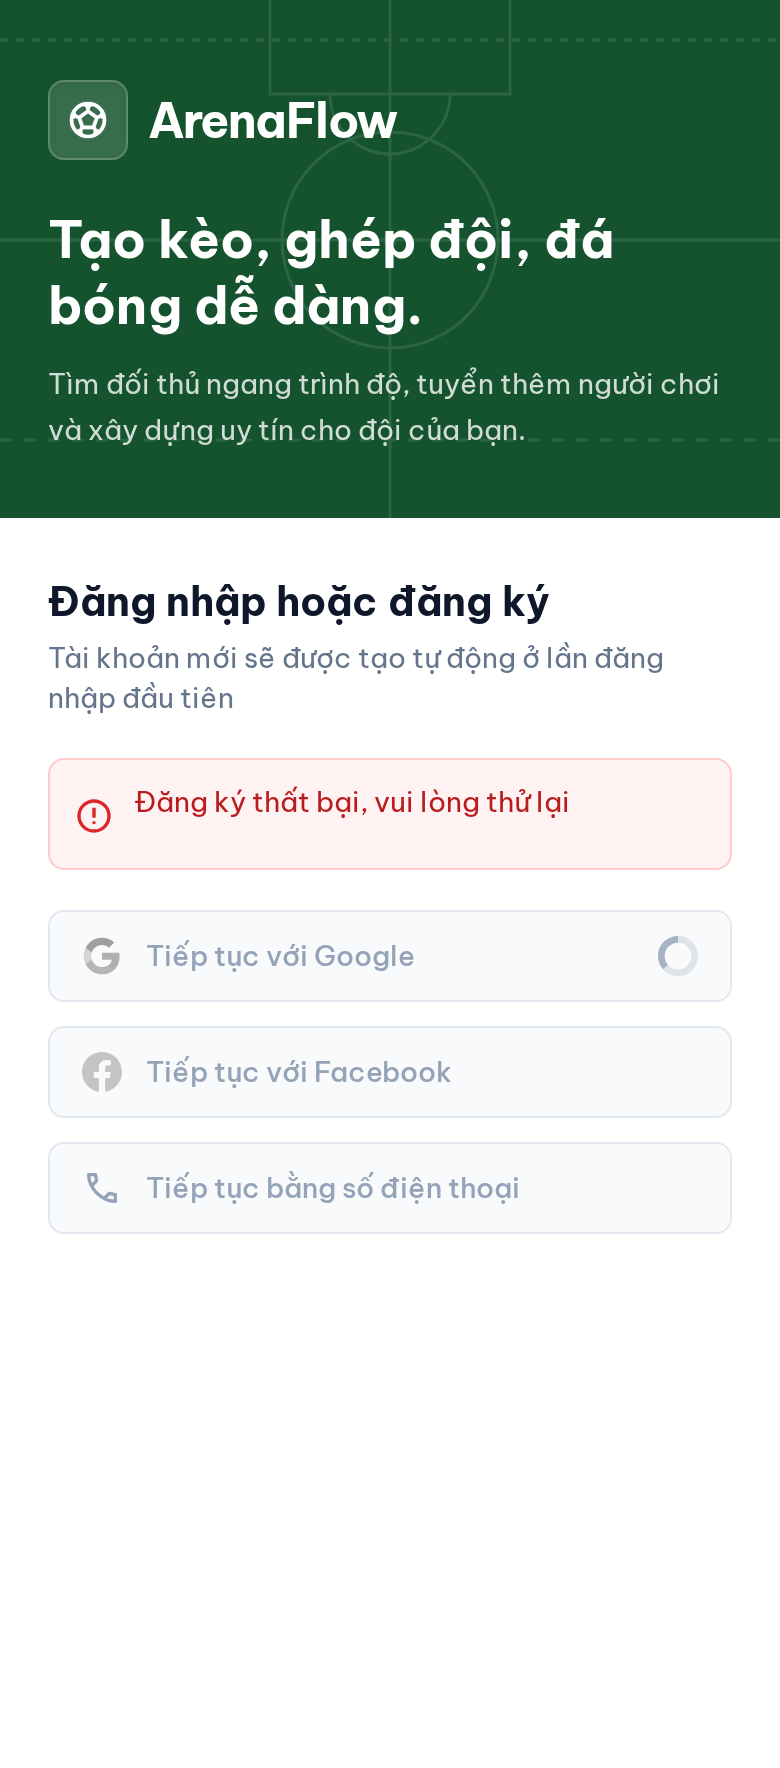 ArenaFlow
Tạo kèo, ghép đội, đá
bóng dễ dàng.
Tìm đối thủ ngang trình độ, tuyển thêm người chơi
và xây dựng uy tín cho đội của bạn.
Đăng nhập hoặc đăng ký
Tài khoản mới sẽ được tạo tự động ở lần đăng
nhập đầu tiên
Đăng ký thất bại, vui lòng thử lại
Tiếp tục với Google
Tiếp tục với Facebook
Tiếp tục bằng số điện thoại